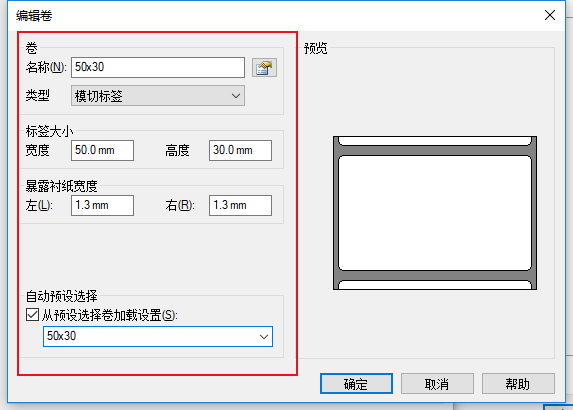 编辑卷
卷
名称(N): 50x30
类型 模切标签
标签大小
宽度 50.0 mm 高度 30.0 mm
暴露衬纸宽度
左(L): 1.3 mm 右(R): 1.3 mm
自动预设选择
从预设选择卷加载设置(S):
50x30
预览
确定 取消 帮助